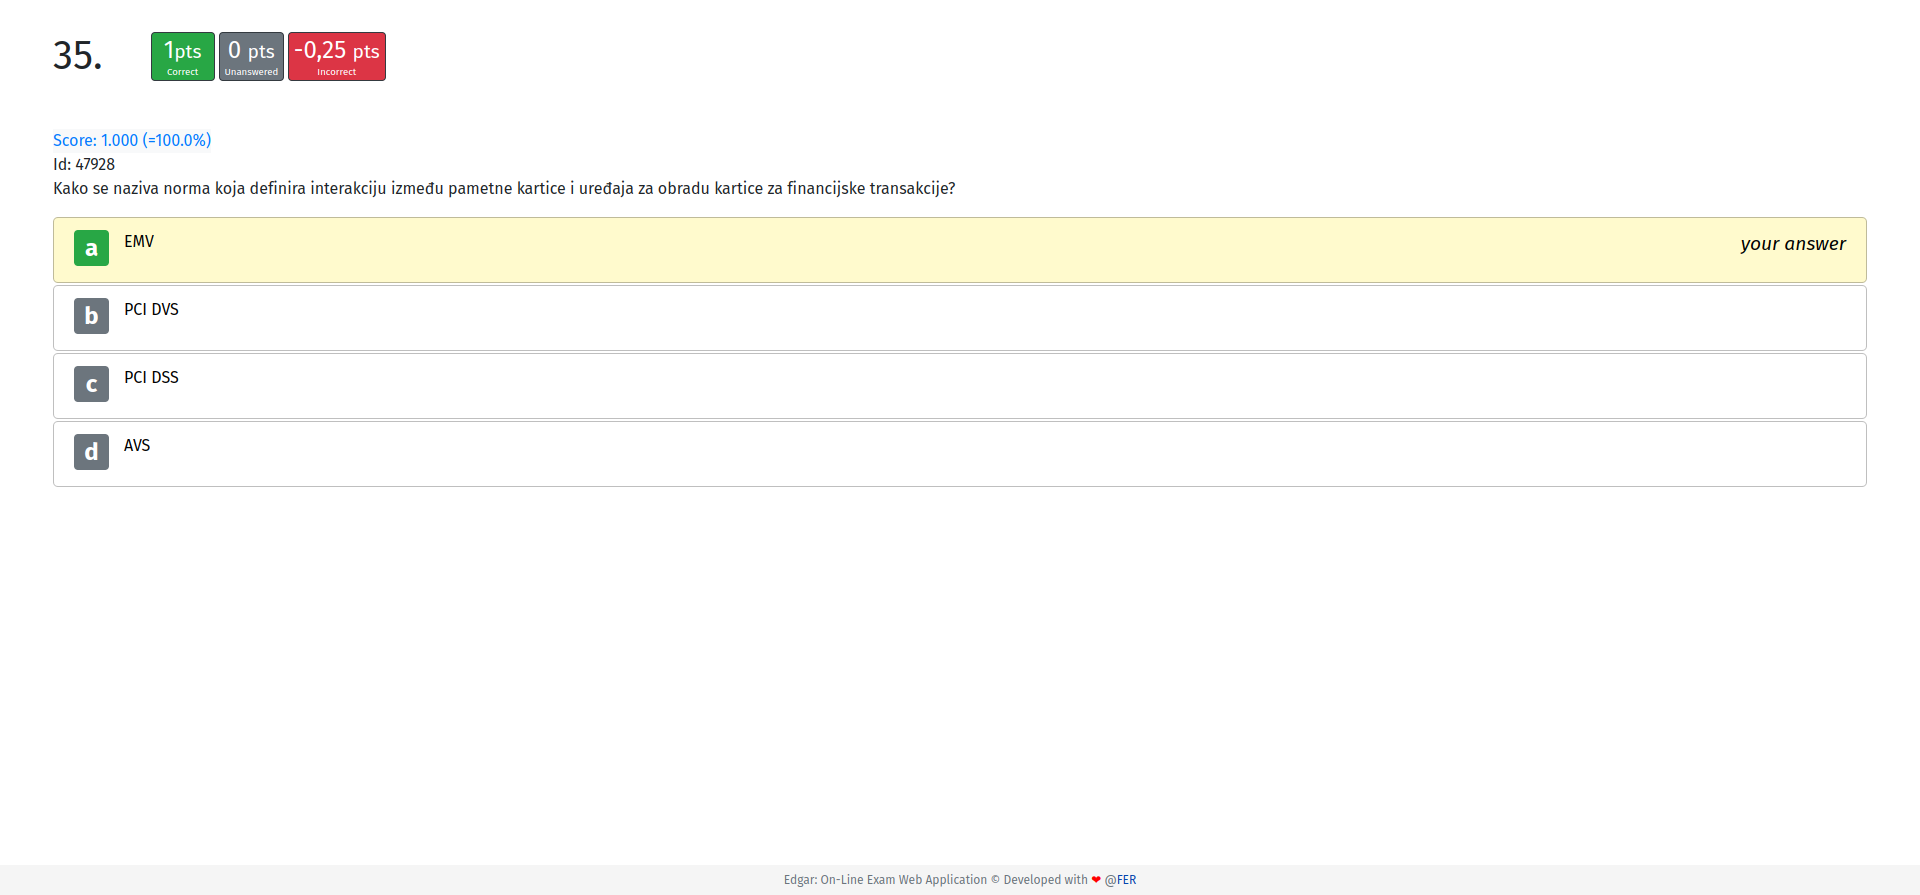 35.
1pts
Correct
0 pts
Unanswered
-0,25 pts
Incorrect
Score: 1.000 (=100.0%)
Id: 47928
Kako se naziva norma koja definira interakciju između pametne kartice i uređaja za obradu kartice za financijske transakcije?
a EMV your answer
b PCI DVS
c PCI DSS
d AVS
Edgar: On-Line Exam Web Application © Developed with ❤ @FER